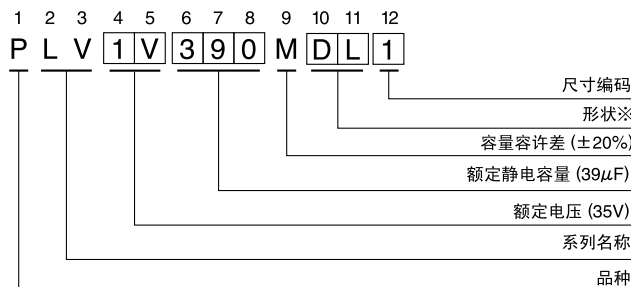 1 2 3 4 5 6 7 8 9 10 11 12
P L V 1 V 3 9 0 M D L 1
尺寸编码
形状※
容量容许差 (±20%)
额定静电容量 (39μF)
额定电压 (35V)
系列名称
品种